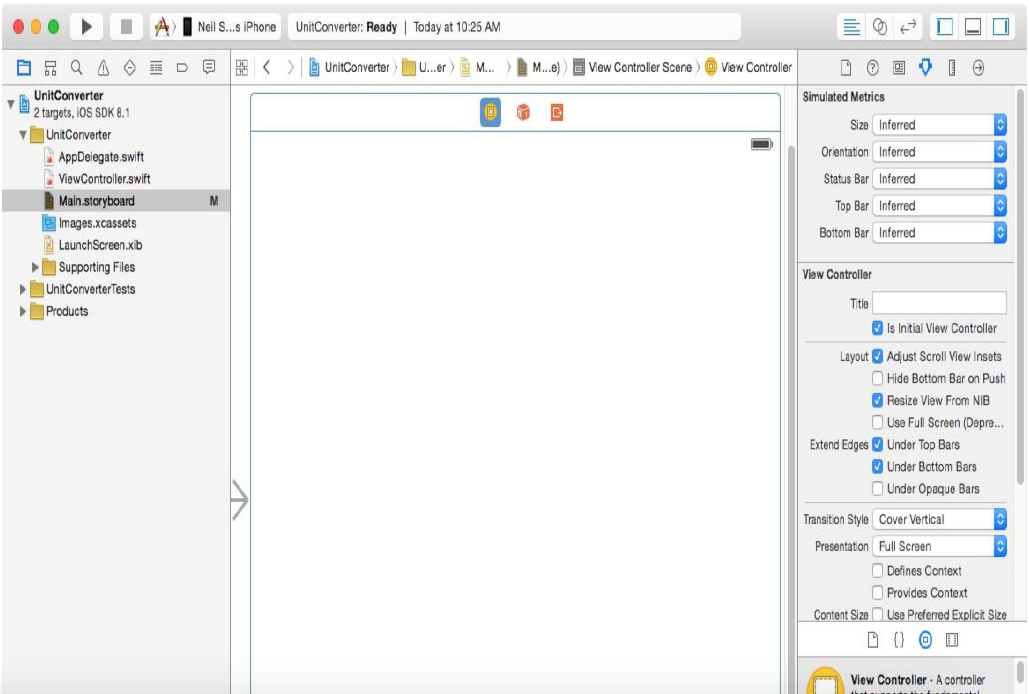 Neil S...s iPhone
UnitConverter: Ready | Today at 10:25 AM
UnitConverter
U...er
M...
M...e)
View Controller Scene
View Controller
UnitConverter
2 targets, iOS SDK 8.1
UnitConverter
AppDelegate.swift
ViewController.swift
Main.storyboard M
Images.xcassets
LaunchScreen.xib
Supporting Files
UnitConverterTests
Products
Simulated Metrics
Size Inferred
Orientation Inferred
Status Bar Inferred
Top Bar Inferred
Bottom Bar Inferred
View Controller
Title
Is Initial View Controller
Layout Adjust Scroll View Insets
Hide Bottom Bar on Push
Resize View From NIB
Use Full Screen (Depre...
Extend Edges Under Top Bars
Under Bottom Bars
Under Opaque Bars
Transition Style Cover Vertical
Presentation Full Screen
Defines Context
Provides Context
Content Size Use Preferred Explicit Size
{}
View Controller - A controller
that supports the fundamental